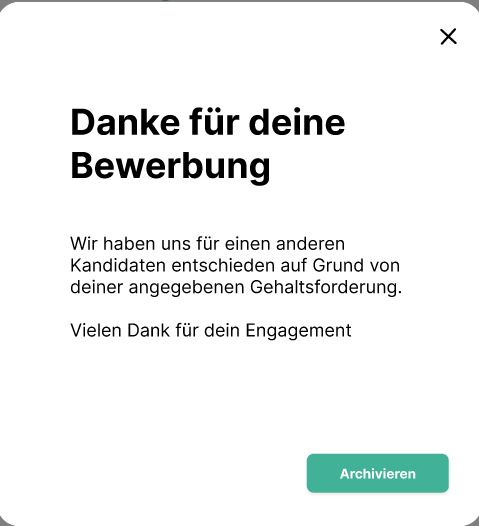 Danke für deine
Bewerbung
Wir haben uns für einen anderen
Kandidaten entschieden auf Grund von
deiner angegebenen Gehaltsforderung.
Vielen Dank für dein Engagement
Archivieren